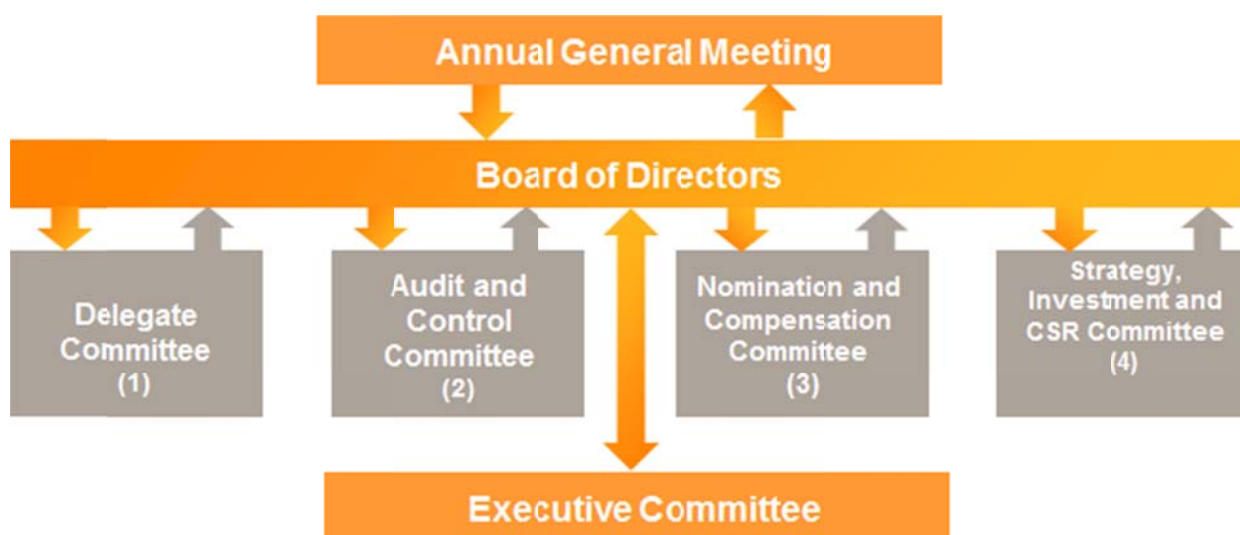 Annual General Meeting
Board of Directors
Delegate
Committee
(1)
Audit and
Control
Committee
(2)
Nomination and
Compensation
Committee
(3)
Strategy,
Investment and
CSR Committee
(4)
Executive Committee